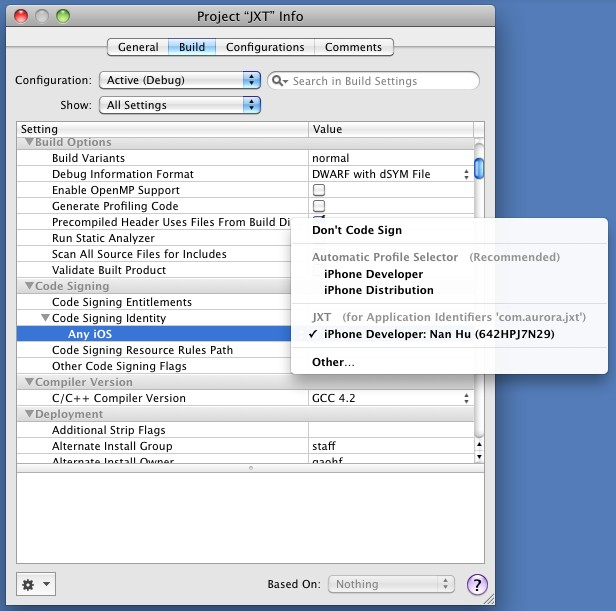 Project “JXT” Info
General Build Configurations Comments
Configuration: Active (Debug) Search in Build Settings
Show: All Settings
Setting Value
Build Options
Build Variants normal
Debug Information Format DWARF with dSYM File
Enable OpenMP Support
Generate Profiling Code
Precompiled Header Uses Files From Build Di
Run Static Analyzer
Scan All Source Files for Includes
Validate Built Product
Code Signing
Code Signing Entitlements
Code Signing Identity
Any iOS
Code Signing Resource Rules Path
Other Code Signing Flags
Don't Code Sign
Automatic Profile Selector (Recommended)
iPhone Developer
iPhone Distribution
JXT (for Application Identifiers 'com.aurora.jxt')
✓ iPhone Developer: Nan Hu (642HPJ7N29)
Other...
Compiler Version
C/C++ Compiler Version GCC 4.2
Deployment
Additional Strip Flags
Alternate Install Group staff
Alternate Install Owner gaohf
Based On: Nothing ?